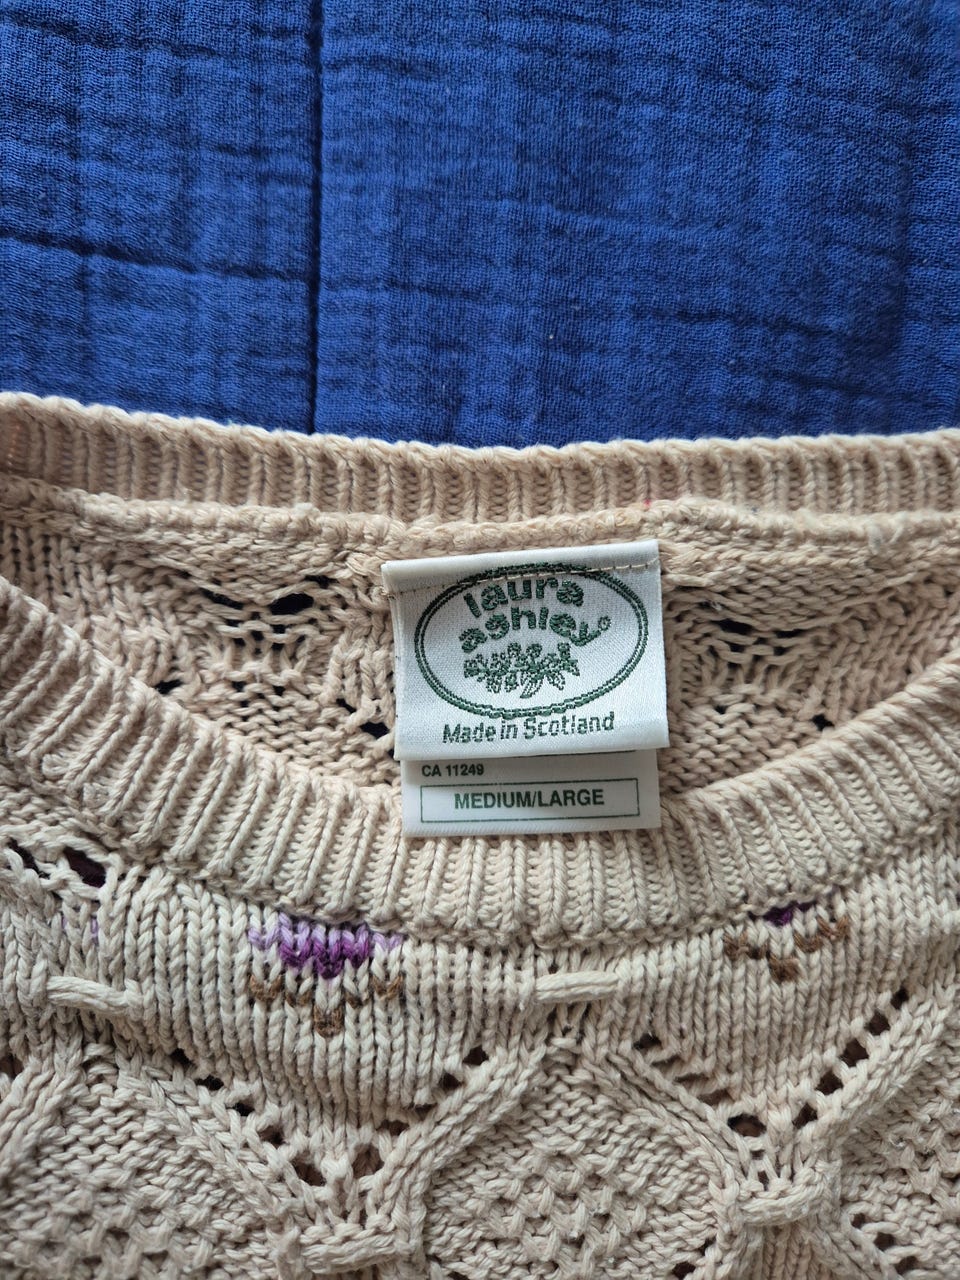 laura
ashley®
Made in Scotland
CA 11249
MEDIUM/LARGE